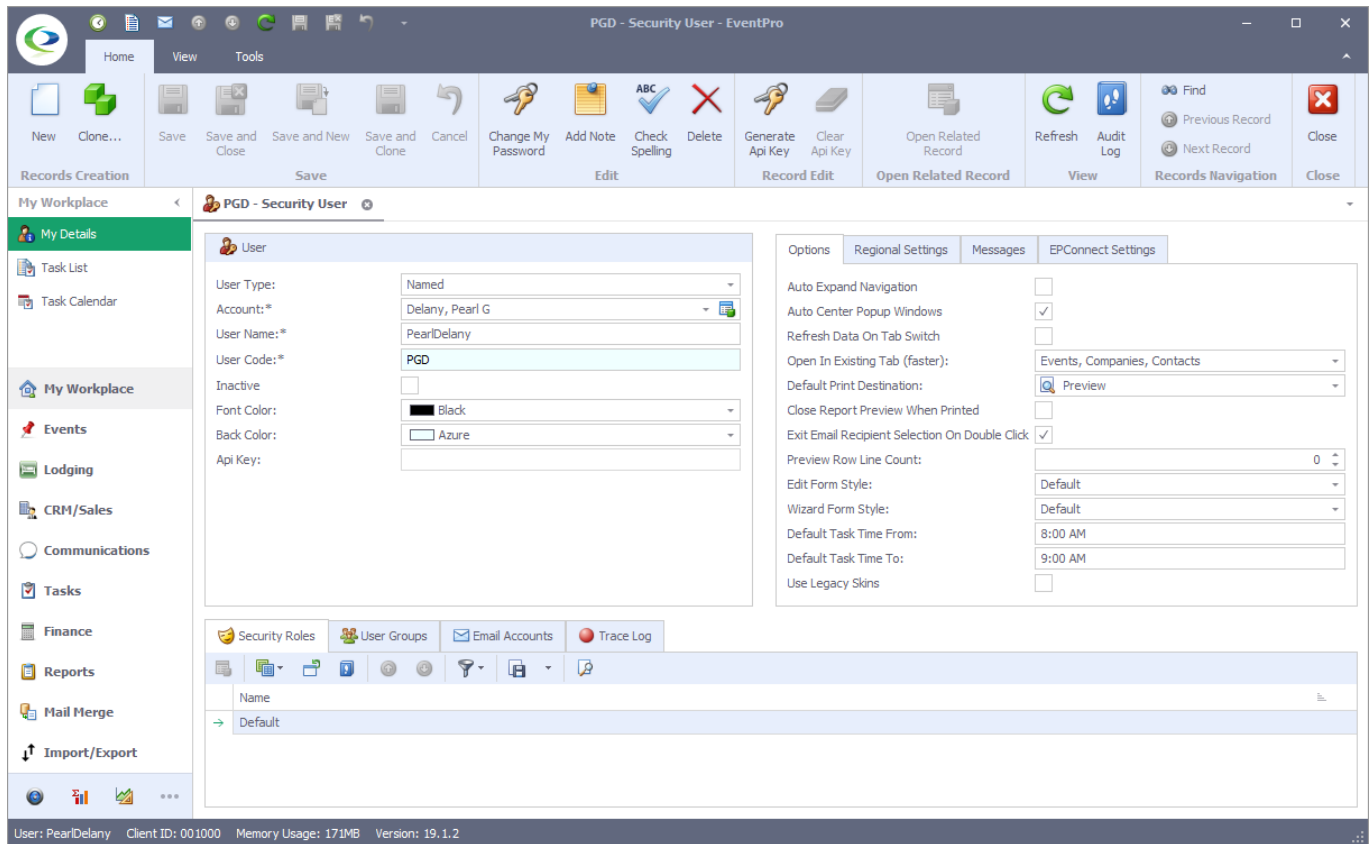 PGD - Security User - EventPro
Home View Tools
New Clone... Save Save and Close Save and New Save and Clone Cancel Change My Password Add Note ABC Check Spelling Delete Generate Api Key Clear Api Key Open Related Record Refresh Audit Log Find Previous Record Next Record Close
Records Creation Save Edit Record Edit Open Related Record View Records Navigation Close
My Workplace
My Details
Task List
Task Calendar
My Workplace
Events
Lodging
CRM/Sales
Communications
Tasks
Finance
Reports
Mail Merge
Import/Export
PGD - Security User
User
User Type: Named
Account:* Delany, Pearl G
User Name:* PearlDelany
User Code:* PGD
Inactive
Font Color: Black
Back Color: Azure
Api Key:
Options Regional Settings Messages EPConnect Settings
Auto Expand Navigation
Auto Center Popup Windows
Refresh Data On Tab Switch
Open In Existing Tab (faster): Events, Companies, Contacts
Default Print Destination: Preview
Close Report Preview When Printed
Exit Email Recipient Selection On Double Click
Preview Row Line Count: 0
Edit Form Style: Default
Wizard Form Style: Default
Default Task Time From: 8:00 AM
Default Task Time To: 9:00 AM
Use Legacy Skins
Security Roles User Groups Email Accounts Trace Log
Name
Default
User: PearlDelany Client ID: 001000 Memory Usage: 171MB Version: 19.1.2